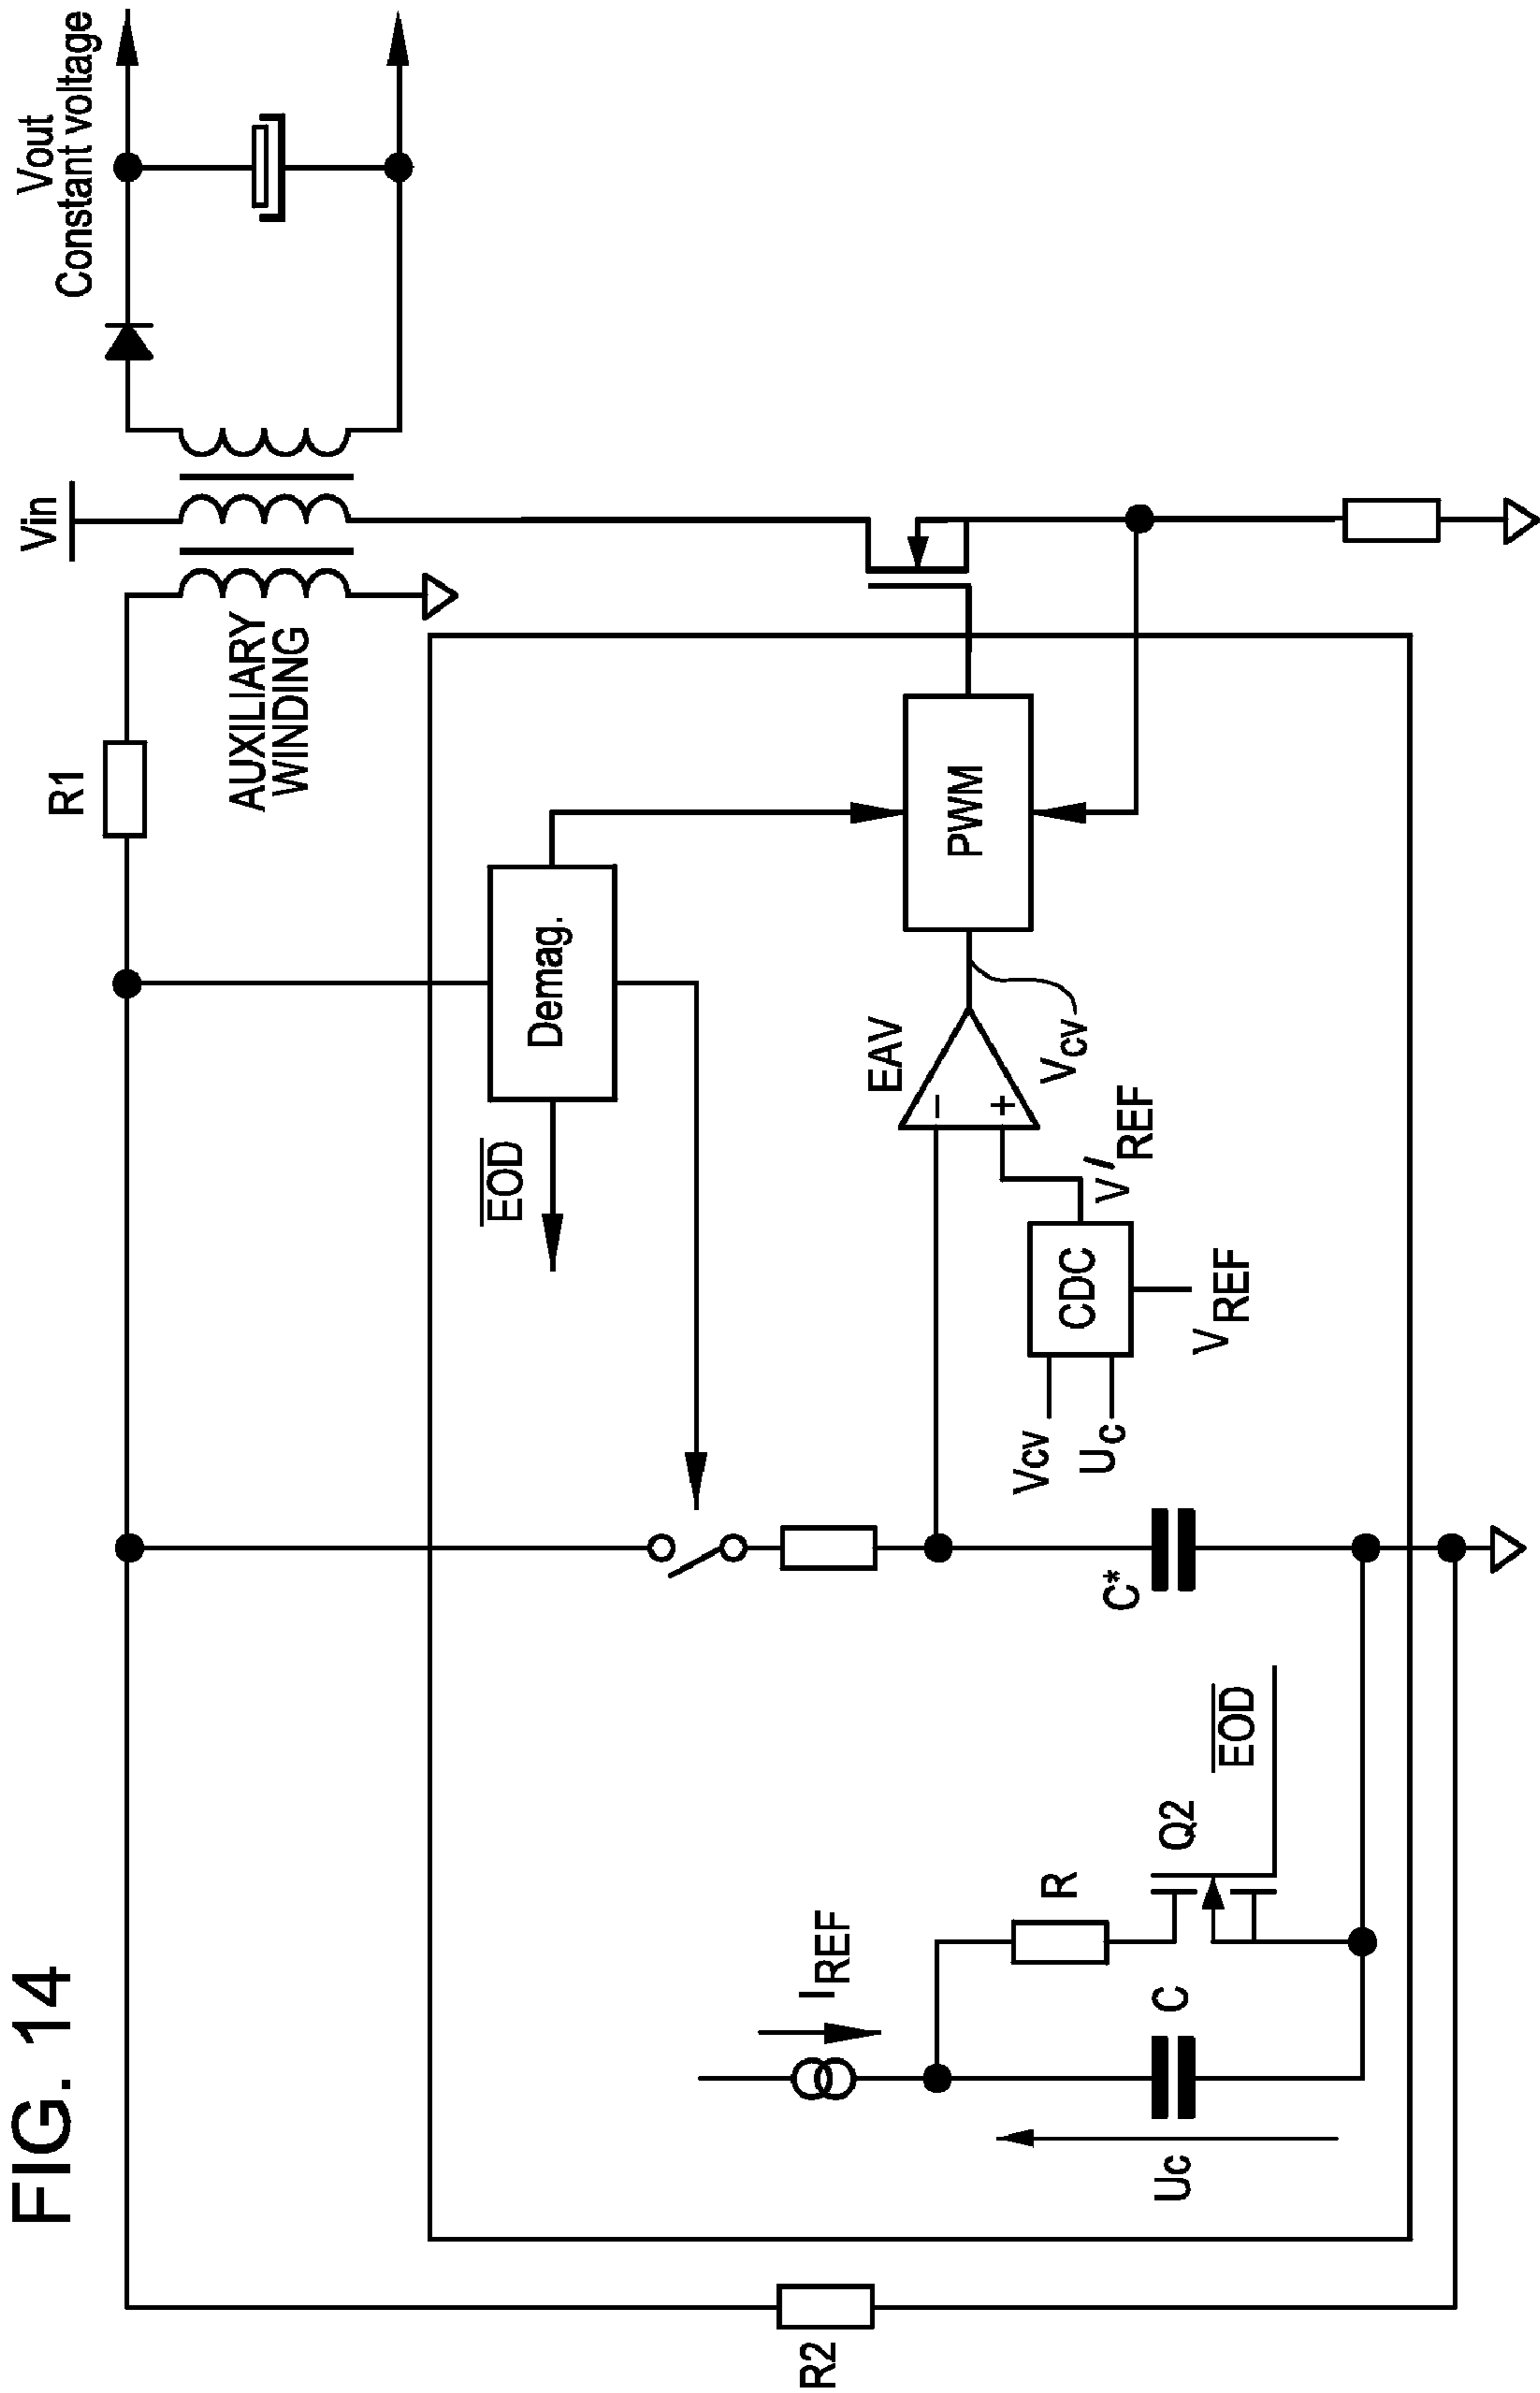 FIG. 14
Vin
Vout
Constant voltage
R1
AUXILIARY
WINDING
Demag.
EOD
PWM
EAV
−
+
Vcv
V'REF
CDC
Vcv
Uc
VREF
C*
IREF
R
Q2
EOD
C
Uc
R2